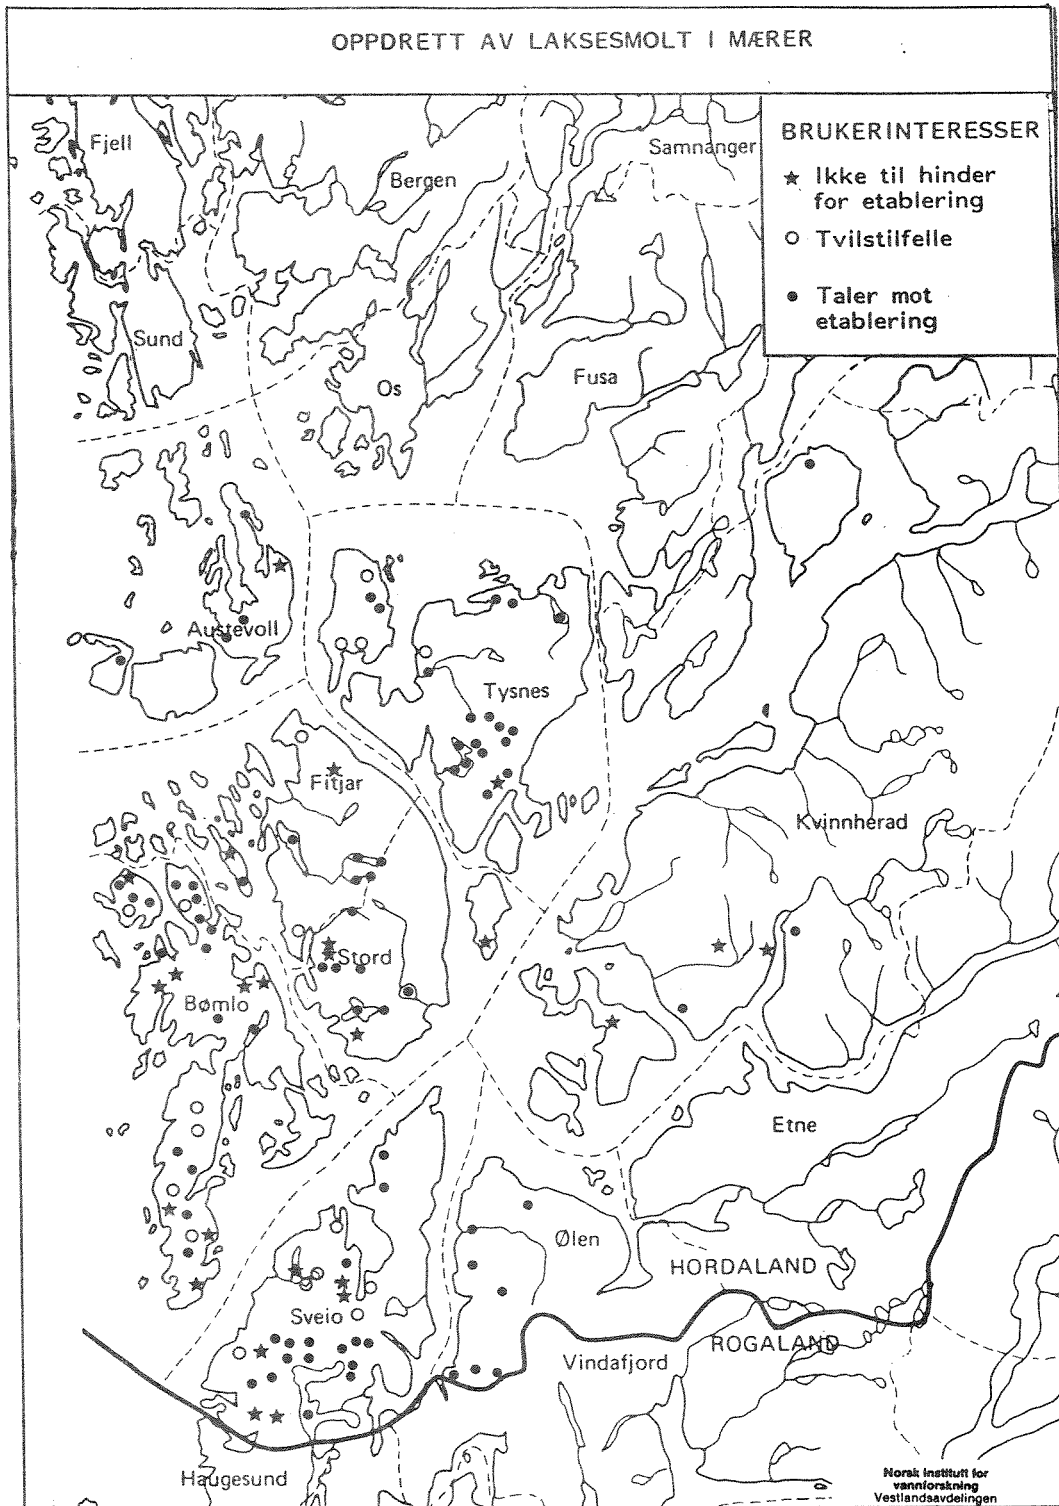 OPPDRETT AV LAKSESMOLT I MÆRER
BRUKERINTERESSER
Ikke til hinder
for etablering
Tvilstilfelle
Taler mot
etablering
Fjell
Bergen
Samnanger
Sund
Os
Fusa
Austevoll
Tysnes
Fitjar
Kvinnherad
Stord
Bømlo
Etne
Ølen
HORDALAND
Sveio
ROGALAND
Vindafjord
Haugesund
Norsk institutt for
vannforskning
Vestlandsavdelingen